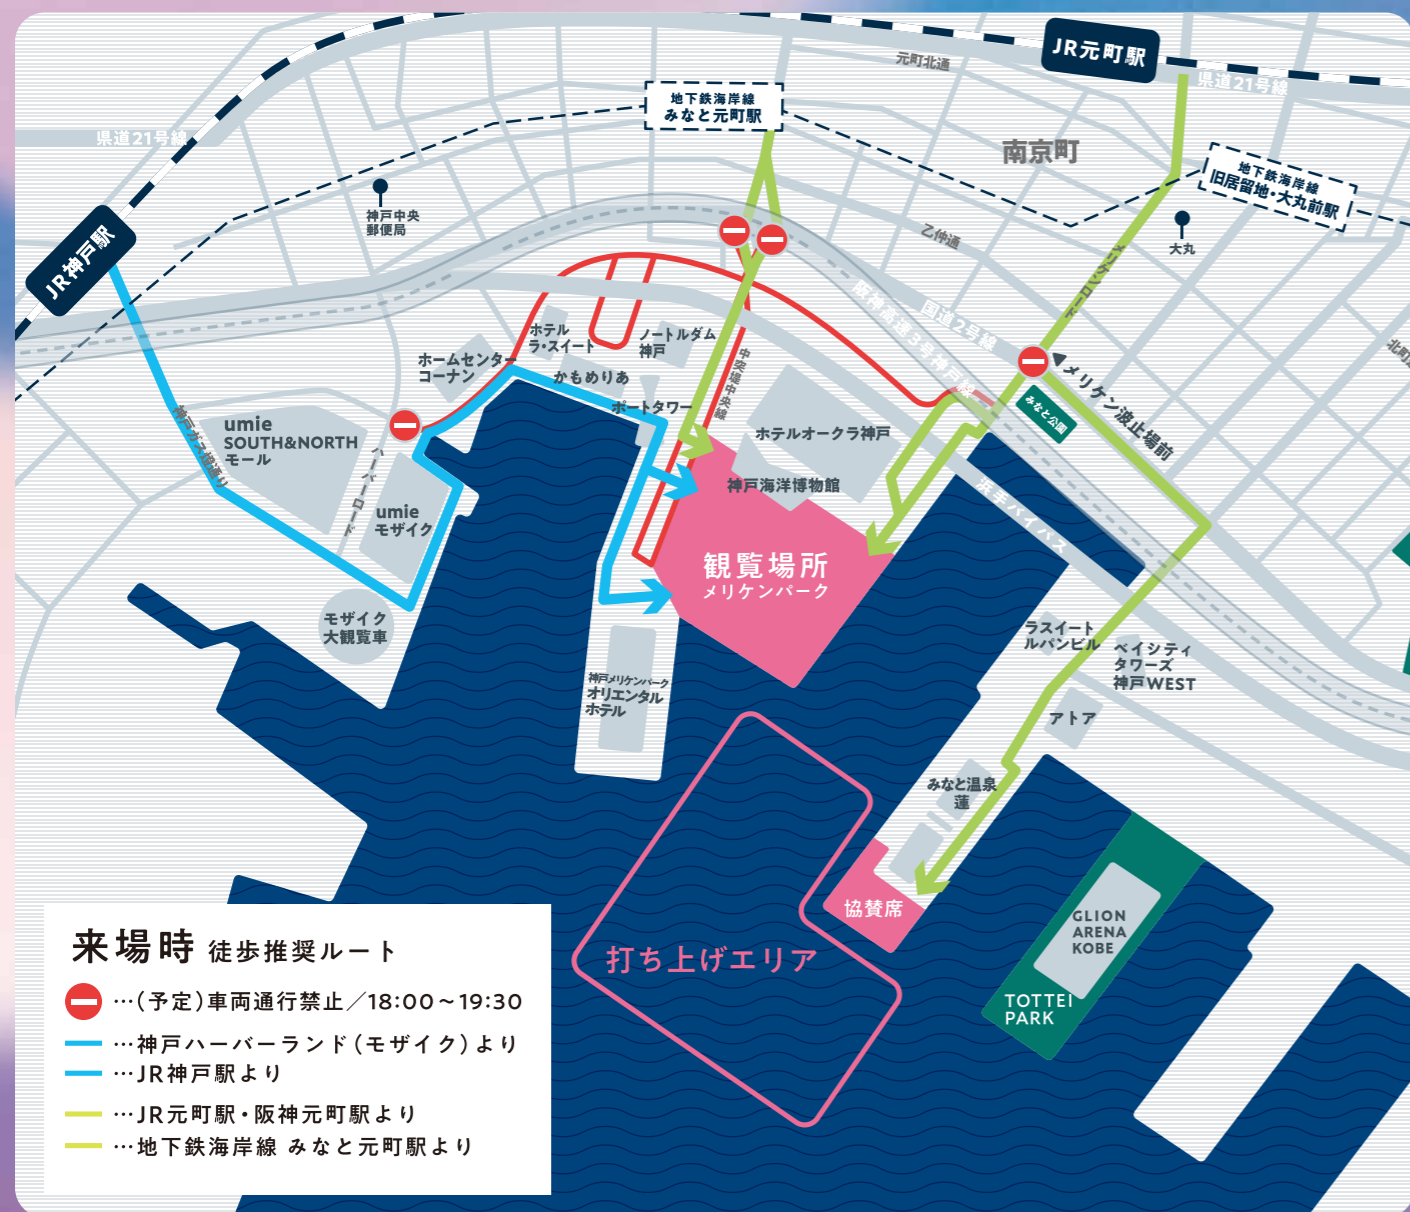 JR元町駅
元町北通
県道21号線
地下鉄海岸線
みなと元町駅
県道21号線
南京町
地下鉄海岸線
旧居留地・大丸前駅
神戸中央
郵便局
大丸
乙仲通
JR神戸駅
メリケンロード
国道2号線
阪神高速3号神戸線
ホテル
ラ・スイート
ノートルダム
神戸
ホームセンター
コーナン
かもめりあ
中突堤中央線
メリケン波止場前
みなと公園
ポートタワー
神戸ガス燈通り
umie
SOUTH&NORTH
モール
ホテルオークラ神戸
ハーバーロード
神戸海洋博物館
浜手バイパス
umie
モザイク
観覧場所
メリケンパーク
モザイク
大観覧車
ラスイート
ルパンビル
ベイシティ
タワーズ
神戸WEST
神戸メリケンパーク
オリエンタル
ホテル
アトア
みなと温泉
蓮
協賛席
打ち上げエリア
GLION
ARENA
KOBE
TOTTEI
PARK
来場時 徒歩推奨ルート
…(予定)車両通行禁止／18:00～19:30
…神戸ハーバーランド(モザイク)より
…JR神戸駅より
…JR元町駅・阪神元町駅より
…地下鉄海岸線 みなと元町駅より